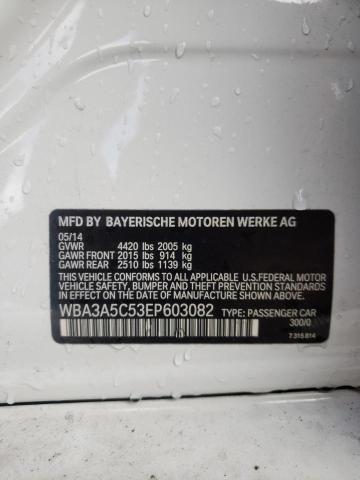 MFD BY BAYERISCHE MOTOREN WERKE AG
05/14
GVWR 4420 lbs 2005 kg
GAWR FRONT 2015 lbs 914 kg
GAWR REAR 2510 lbs 1139 kg
THIS VEHICLE CONFORMS TO ALL APPLICABLE U.S.FEDERAL MOTOR
VEHICLE SAFETY, BUMPER, AND THEFT PREVENTION STANDARDS IN
EFFECT ON THE DATE OF MANUFACTURE SHOWN ABOVE.
WBA3A5C53EP603082 TYPE: PASSENGER CAR
300/0
7 315 814